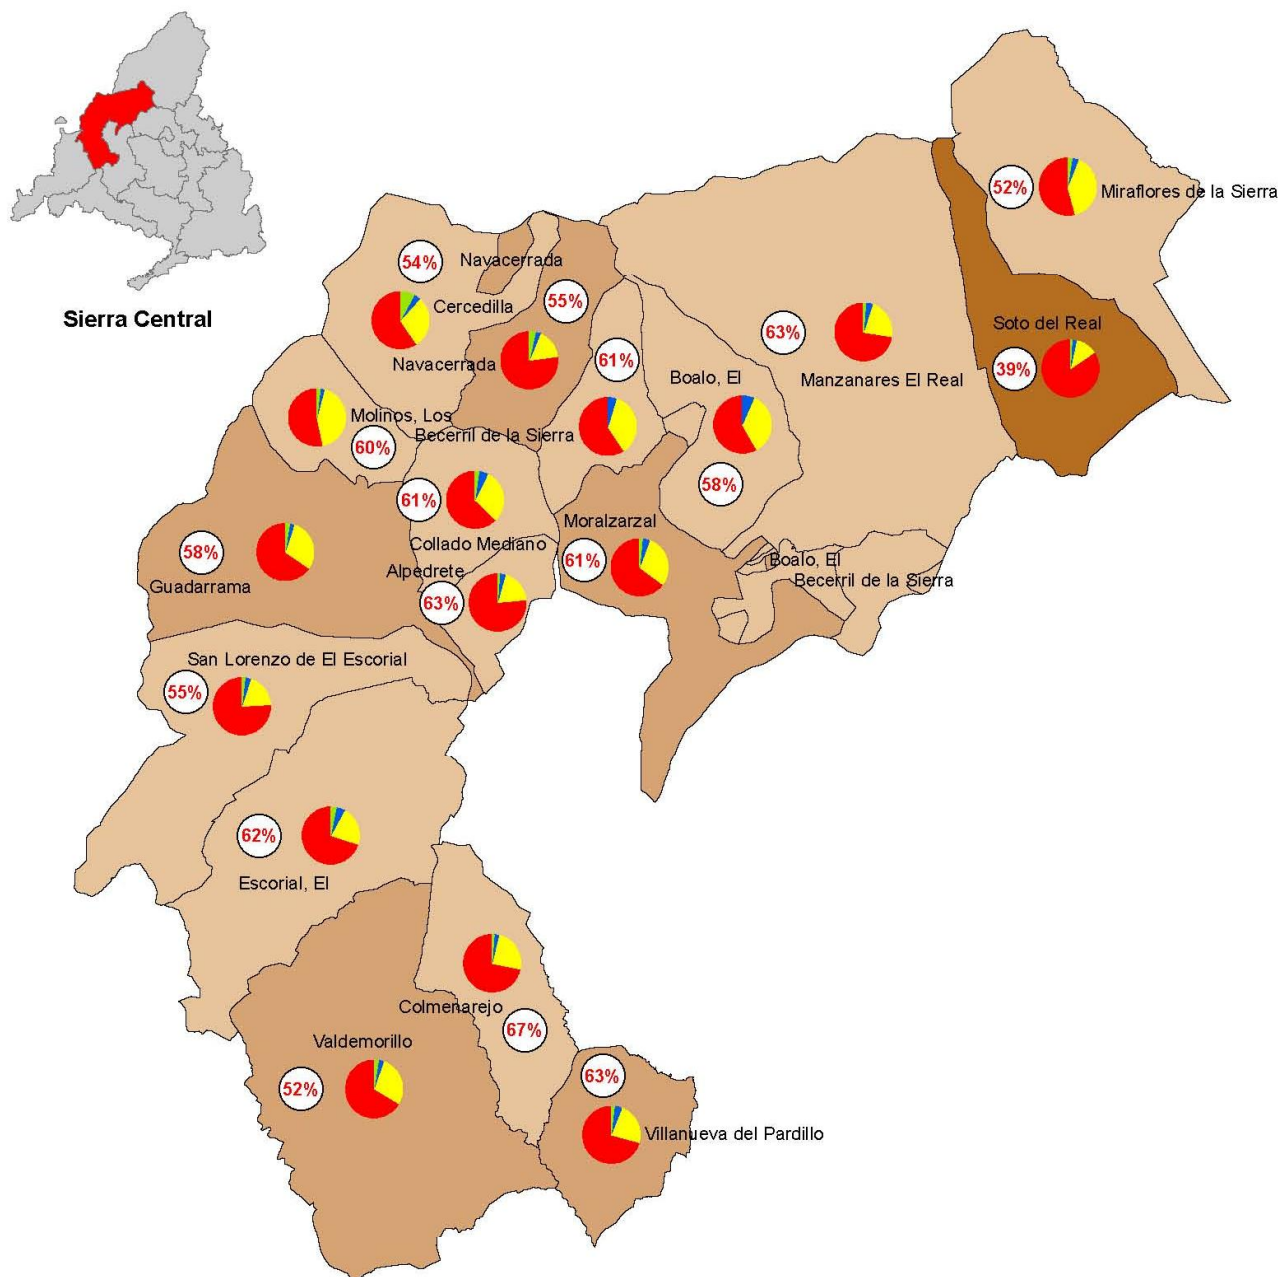 Sierra Central
52%
Miraflores de la Sierra
54%
Navacerrada
Cercedilla
55%
Soto del Real
39%
63%
Manzanares El Real
Navacerrada
61%
Boalo, El
Molinos, Los
Becerril de la Sierra
60%
58%
61%
Moralzarzal
Collado Mediano
58%
61%
Guadarrama
Alpedrete
63%
Boalo, El
Becerril de la Sierra
San Lorenzo de El Escorial
55%
62%
Escorial, El
Colmenarejo
67%
Valdemorillo
52%
63%
Villanueva del Pardillo